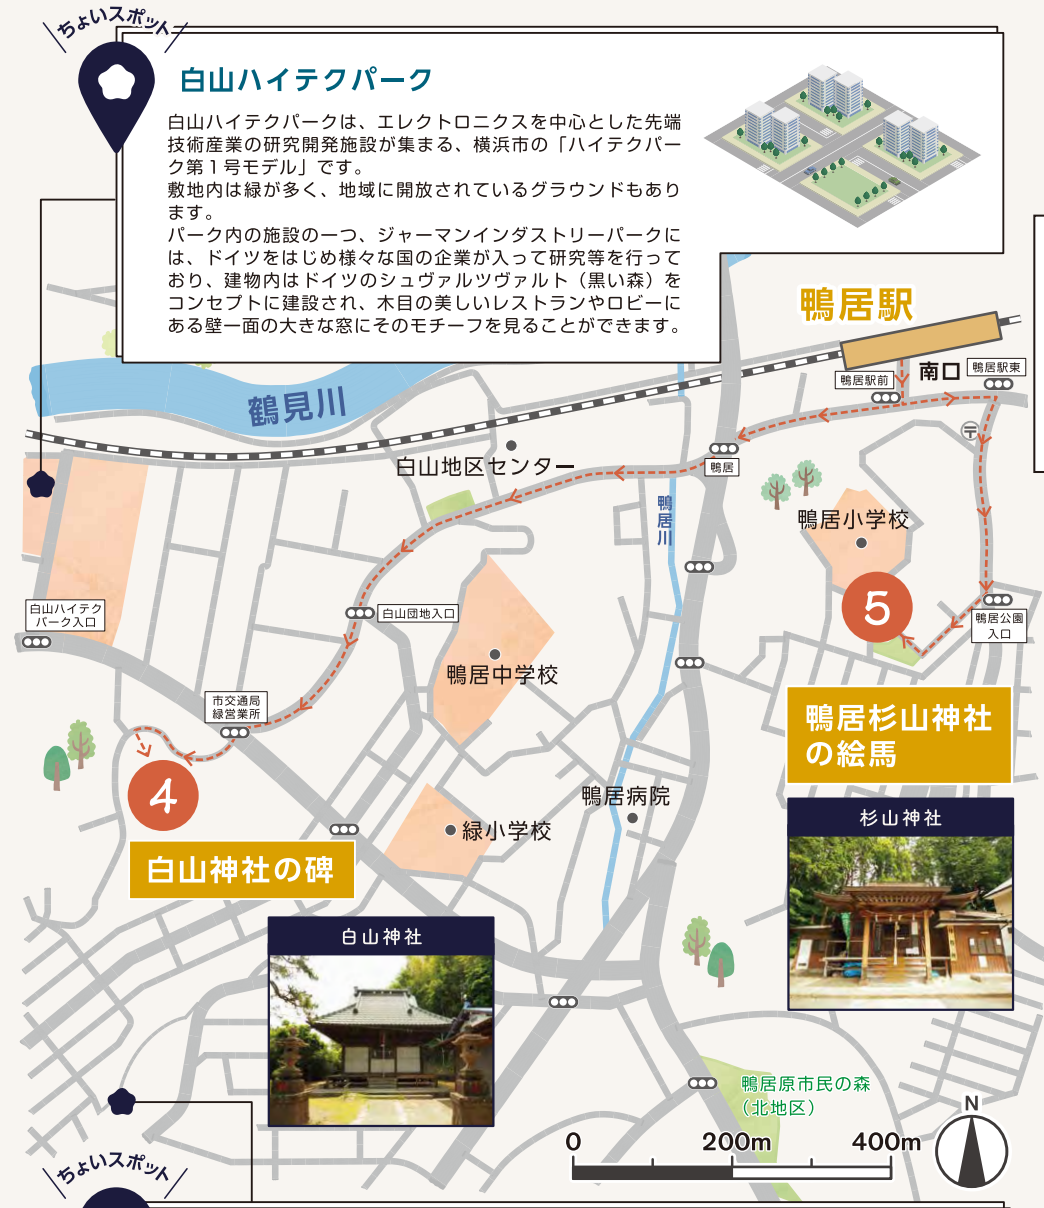 ちょいスポット
白山ハイテクパーク
白山ハイテクパークは、エレクトロニクスを中心とした先端
技術産業の研究開発施設が集まる、横浜市の「ハイテクパー
ク第１号モデル」です。
敷地内は緑が多く、地域に開放されているグラウンドもあり
ます。
パーク内の施設の一つ、ジャーマンインダストリーパークに
は、ドイツをはじめ様々な国の企業が入って研究等を行って
おり、建物内はドイツのシュヴァルツヴァルト（黒い森）を
コンセプトに建設され、木目の美しいレストランやロビーに
ある壁一面の大きな窓にそのモチーフを見ることができます。
鴨居駅
南口
鴨居駅前
鴨居駅東
〒
鶴見川
白山地区センター
鴨居
鴨居川
鴨居小学校
5
白山ハイテク
パーク入口
白山団地入口
鴨居公園
入口
鴨居中学校
市交通局
緑営業所
鴨居杉山神社
の絵馬
4
鴨居病院
緑小学校
杉山神社
白山神社の碑
白山神社
鴨居原市民の森
（北地区）
0
200m
400m
N
ちょいスポット